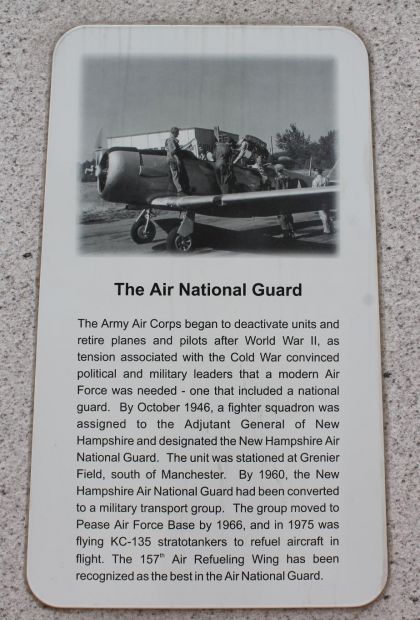 The Air National Guard
The Army Air Corps began to deactivate units and
retire planes and pilots after World War II, as
tension associated with the Cold War convinced
political and military leaders that a modern Air
Force was needed - one that included a national
guard. By October 1946, a fighter squadron was
assigned to the Adjutant General of New
Hampshire and designated the New Hampshire Air
National Guard. The unit was stationed at Grenier
Field, south of Manchester. By 1960, the New
Hampshire Air National Guard had been converted
to a military transport group. The group moved to
Pease Air Force Base by 1966, and in 1975 was
flying KC-135 stratotankers to refuel aircraft in
flight. The 157th Air Refueling Wing has been
recognized as the best in the Air National Guard.